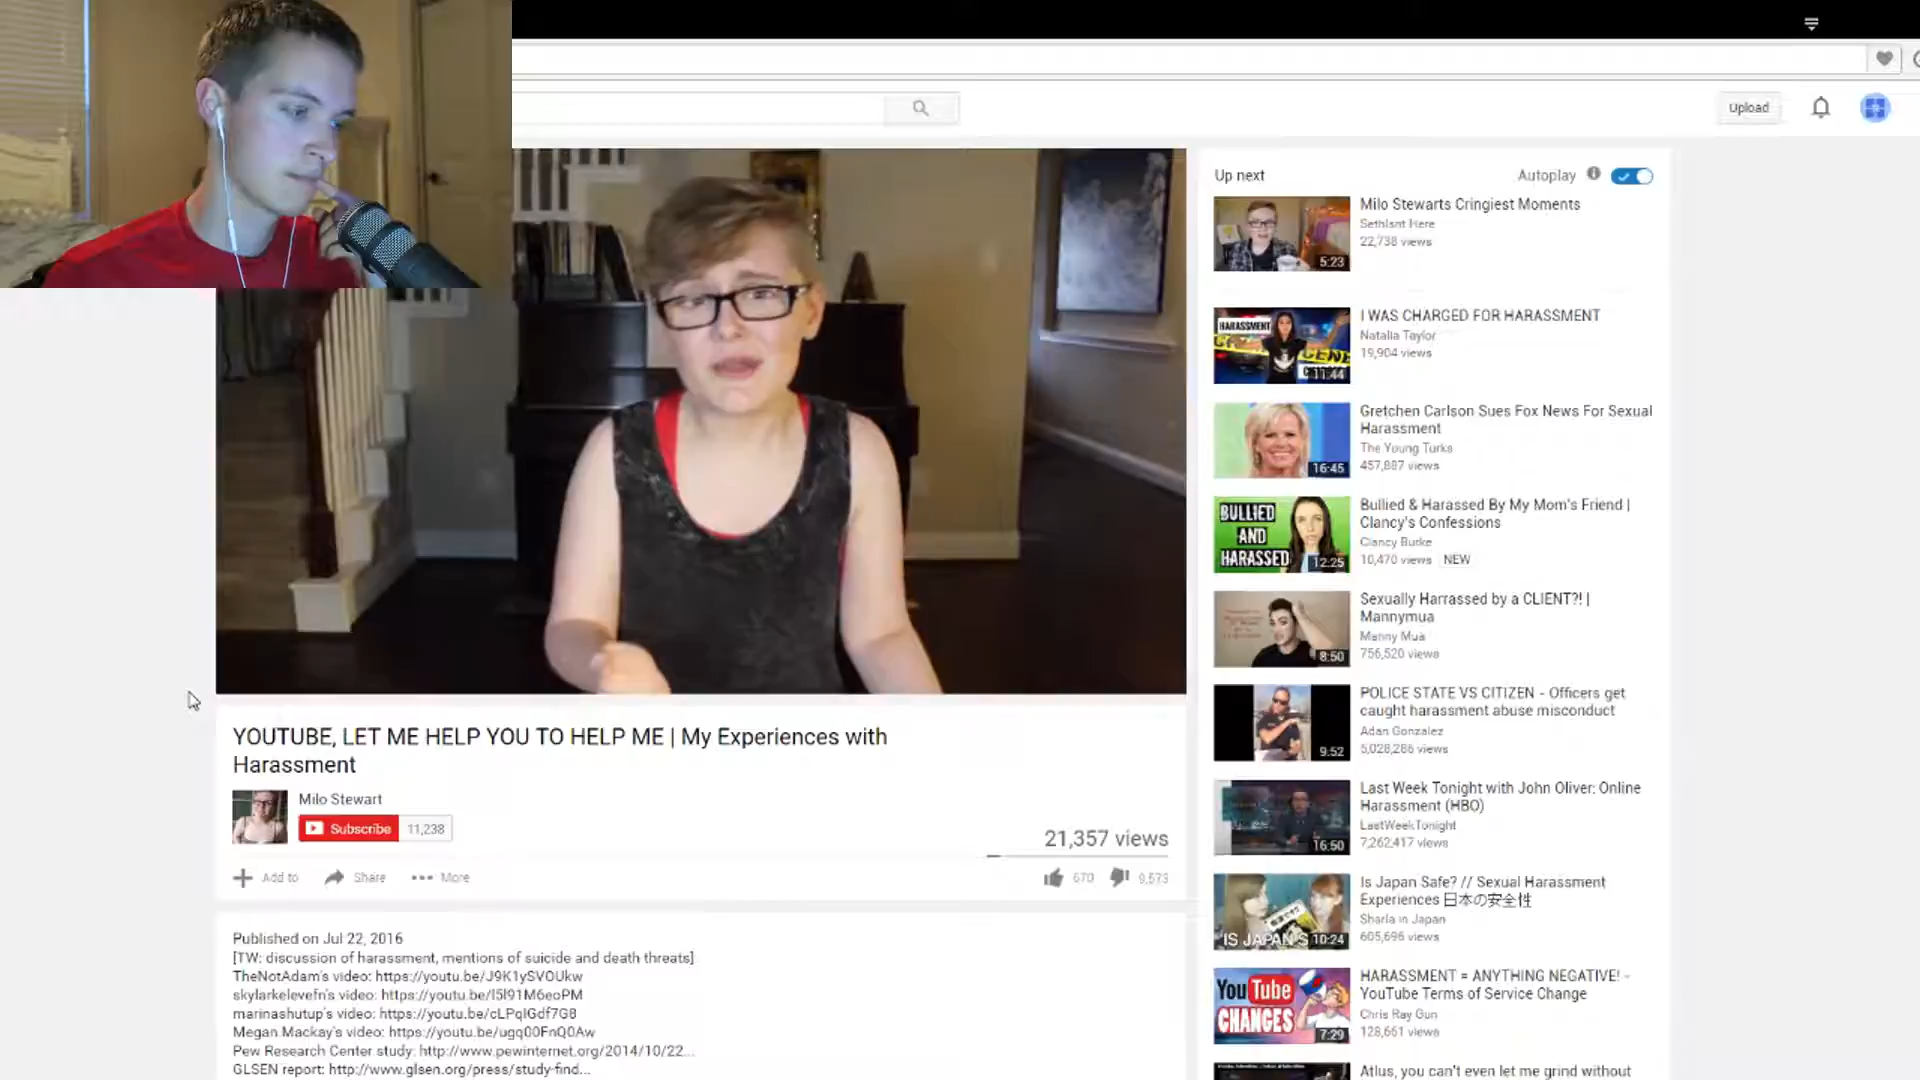 Upload
Up next
Autoplay
Milo Stewarts Cringiest Moments
22,738 views
5:23
I WAS CHARGED FOR HARASSMENT
Natalia Taylor
19,904 views
HARASSMENT
11:44
Gretchen Carlson Sues Fox News For Sexual
Harassment
The Young Turks
457,887 views
16:45
Bullied & Harassed By My Mom's Friend |
Clancy's Confessions
Clancy Burke
10,470 views NEW
BULLIED
AND
HARASSED
12:25
Sexually Harrassed by a CLIENT?! |
Mannymua
Manny Mua
756,520 views
8:50
POLICE STATE VS CITIZEN - Officers get
caught harassment abuse misconduct
Adan Gonzalez
5,028,286 views
9:52
Last Week Tonight with John Oliver: Online
Harassment (HBO)
LastWeekTonight
7,262,417 views
16:50
Is Japan Safe? // Sexual Harassment
Experiences 日本の安全性
Sharla in Japan
605,696 views
IS JAPAN
10:24
HARASSMENT = ANYTHING NEGATIVE! -
YouTube Terms of Service Change
Chris Ray Gun
128,661 views
YouTube
CHANGES
7:29
Atlus, you can't even let me grind without
YOUTUBE, LET ME HELP YOU TO HELP ME | My Experiences with
Harassment
Milo Stewart
Subscribe 11,238
21,357 views
Add to Share More
670 9,573
Published on Jul 22, 2016
[TW: discussion of harassment, mentions of suicide and death threats]
TheNotAdam's video: https://youtu.be/J9K1ySVOUkw
skylarkelevefn's video: https://youtu.be/l5l91M6eoPM
marinashutup's video: https://youtu.be/cLPqIGdf7G8
Megan Mackay's video: https://youtu.be/ugq00FnQ0Aw
Pew Research Center study: http://www.pewinternet.org/2014/10/22...
GLSEN report: http://www.glsen.org/press/study-find...